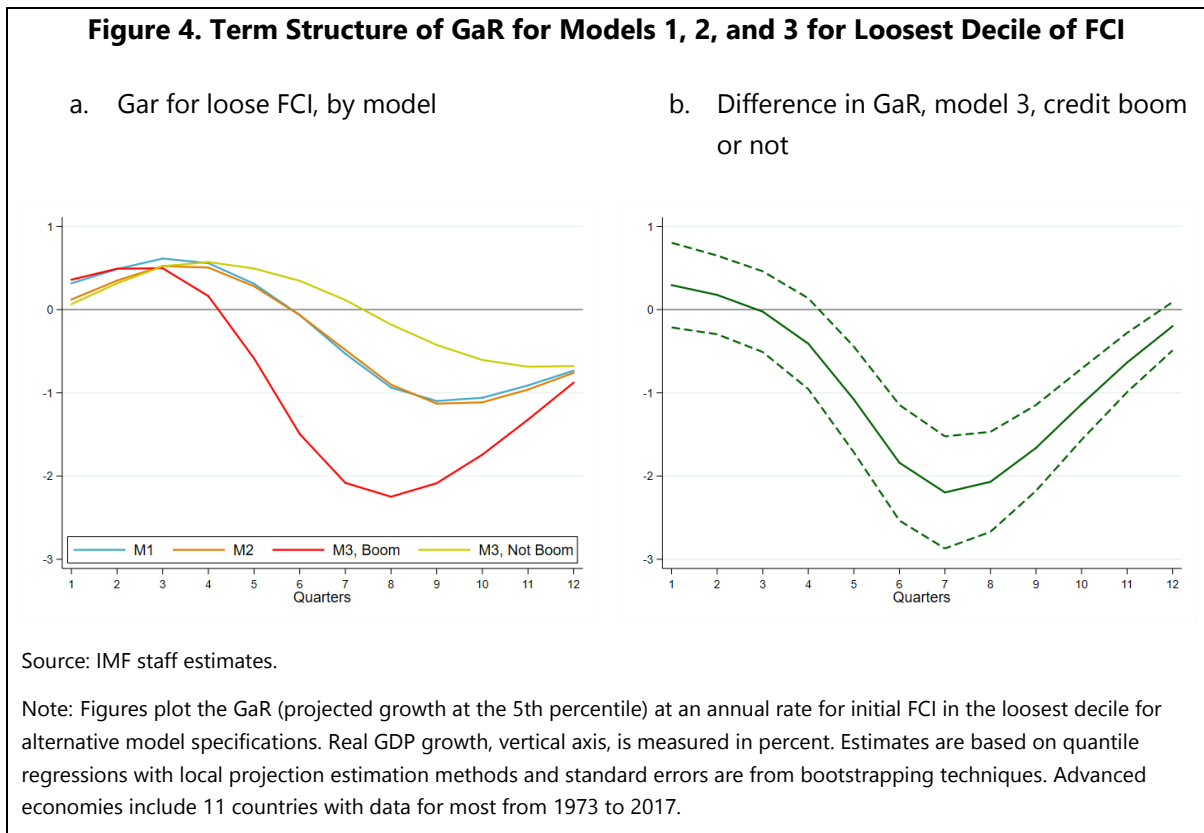 Figure 4. Term Structure of GaR for Models 1, 2, and 3 for Loosest Decile of FCI
a. Gar for loose FCI, by model
b. Difference in GaR, model 3, credit boom
or not
1
0
-1
-2
-3
M1 M2 M3, Boom M3, Not Boom
1 2 3 4 5 6 7 8 9 10 11 12
Quarters
1
0
-1
-2
-3
1 2 3 4 5 6 7 8 9 10 11 12
Quarters
Source: IMF staff estimates.
Note: Figures plot the GaR (projected growth at the 5th percentile) at an annual rate for initial FCI in the loosest decile for
alternative model specifications. Real GDP growth, vertical axis, is measured in percent. Estimates are based on quantile
regressions with local projection estimation methods and standard errors are from bootstrapping techniques. Advanced
economies include 11 countries with data for most from 1973 to 2017.